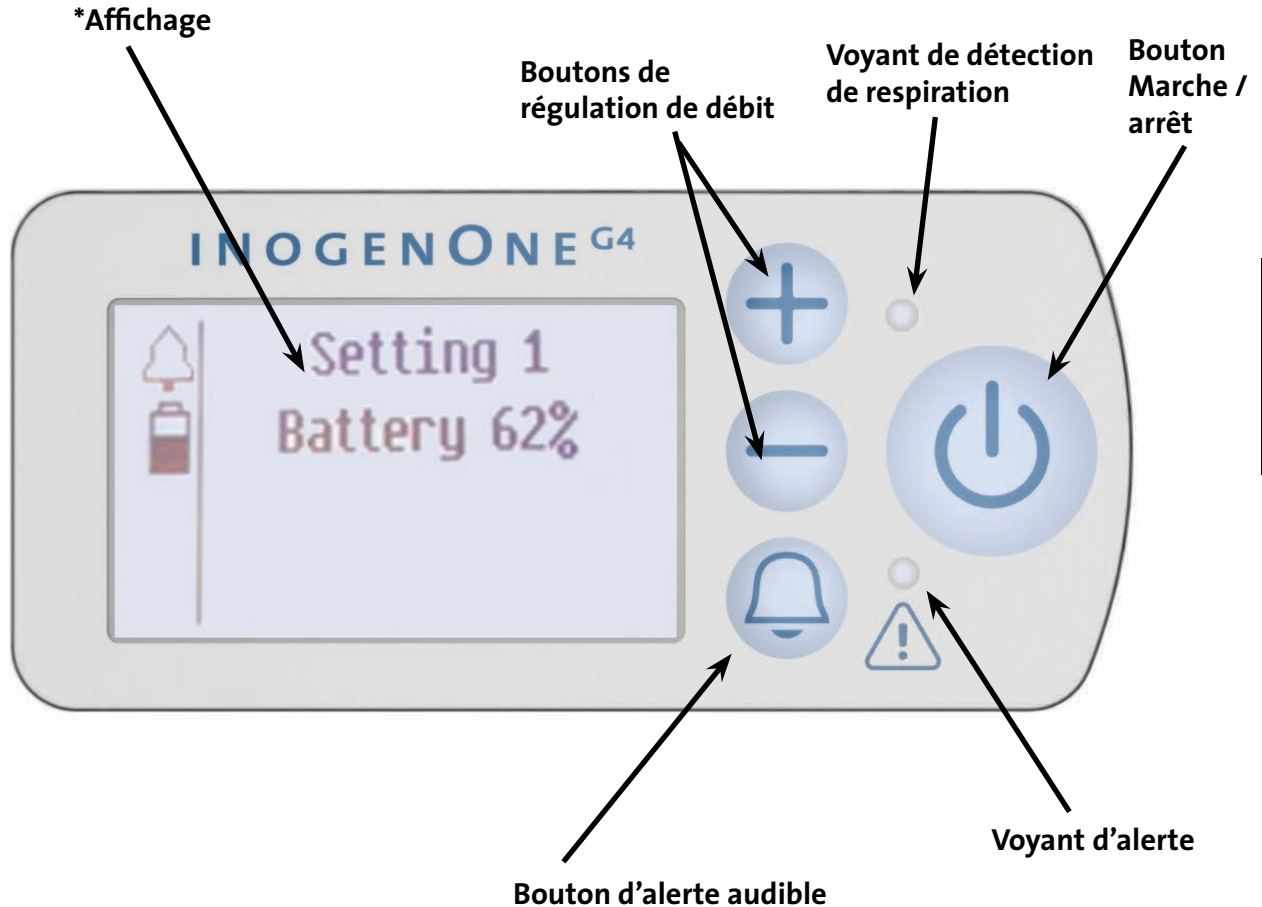 *Affichage
Boutons de
régulation de débit
Voyant de détection
de respiration
Bouton
Marche /
arrêt
INOGENONE G4
Setting 1
Battery 62%
Voyant d’alerte
Bouton d’alerte audible